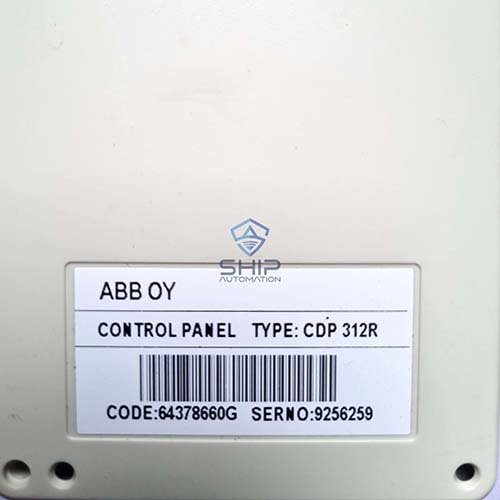 SHIP
AUTOMATION
ABB OY
CONTROL PANEL TYPE: CDP 312R
CODE:64378660G SERNO:9256259